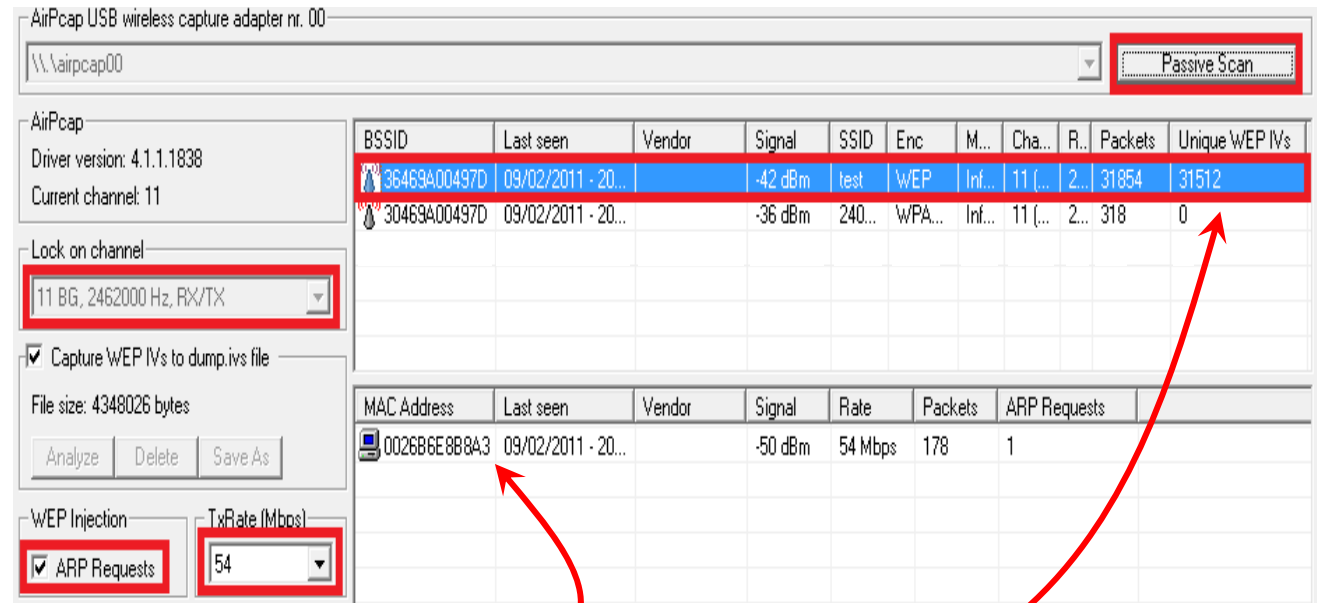 AirPcap USB wireless capture adapter nr. 00
\\.\airpcap00
Passive Scan
AirPcap
Driver version: 4.1.1.1838
Current channel: 11
Lock on channel
11 BG, 2462000 Hz, RX/TX
Capture WEP IVs to dump.ivs file
File size: 4348026 bytes
Analyze Delete Save As
WEP Injection
ARP Requests
TxRate (Mbps)
54
BSSID Last seen Vendor Signal SSID Enc M... Cha... R.. Packets Unique WEP IVs
36469A00497D 09/02/2011 - 20... -42 dBm test WEP Inf... 11 (... 2... 31854 31512
30469A00497D 09/02/2011 - 20... -36 dBm 240... WPA... Inf... 11 (... 2... 318 0
MAC Address Last seen Vendor Signal Rate Packets ARP Requests
0026B6E8B8A3 09/02/2011 - 20... -50 dBm 54 Mbps 178 1